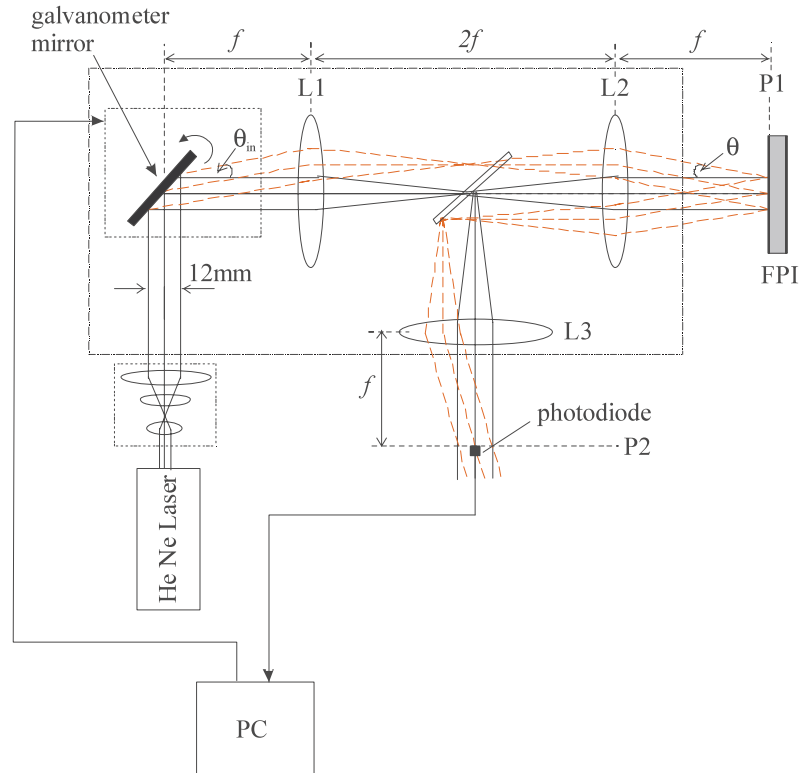 galvanometer
mirror
f
2f
f
L1
L2
P1
θin
θ
12mm
FPI
L3
f
photodiode
P2
He Ne Laser
PC